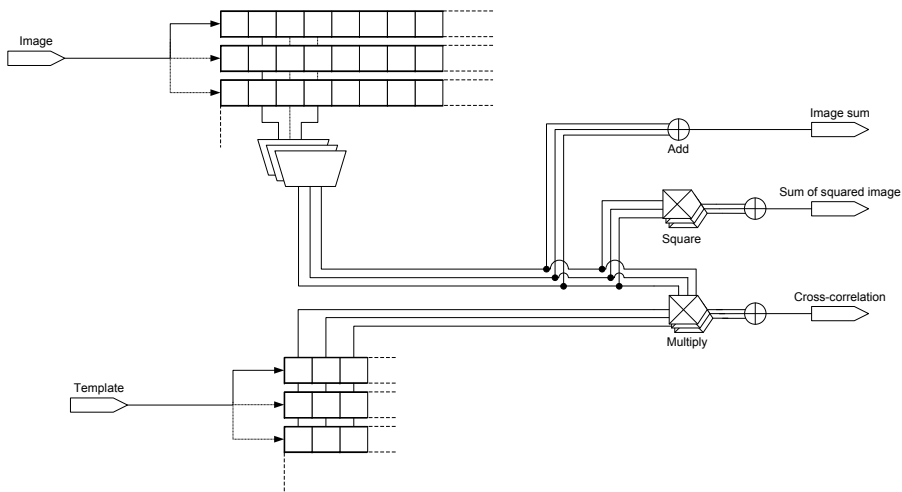 Image
Image sum
Add
Sum of squared image
Square
Cross-correlation
Multiply
Template